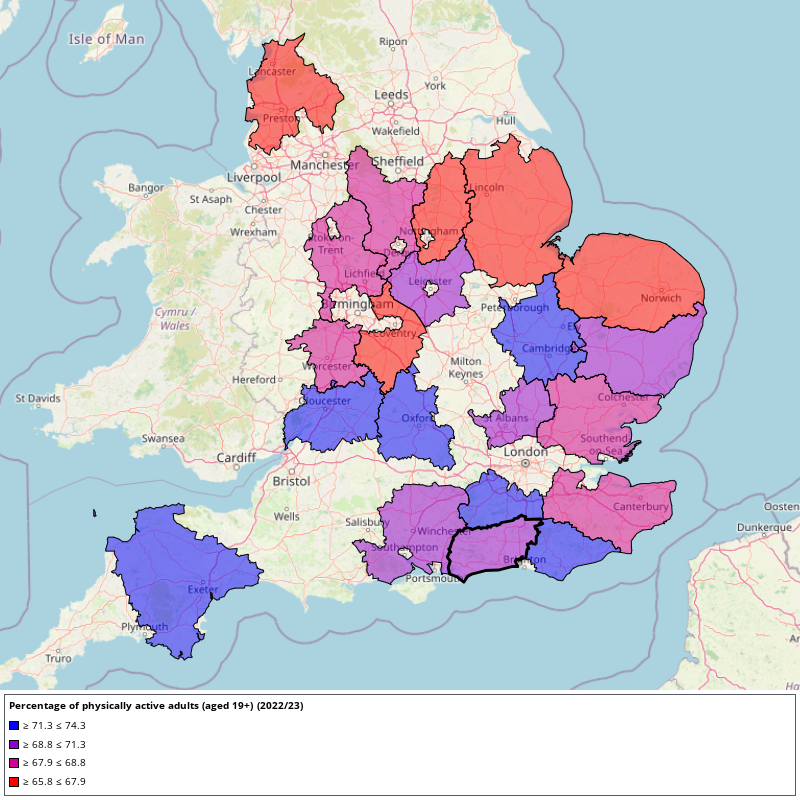 Isle of Man
Ripon
Lancaster
York
Leeds
Preston
Hull
Wakefield
Manchester
Sheffield
Liverpool
Bangor
Lincoln
St Asaph
Chester
Wrexham
Nottingham
Stoke-on-
Trent
Derby
Lichfield
Leicester
Norwich
Peterborough
Birmingham
Cymru /
Wales
Ely
Coventry
Cambridge
Milton
Keynes
Worcester
Hereford
St Davids
Gloucester
Colchester
Oxford
St Albans
Swansea
Southend-
on-Sea
London
Cardiff
Bristol
Canterbury
Wells
Oosten
Salisbury
Winchester
Dunkerque
Southampton
Brighton
Portsmouth
Exeter
Plymouth
Truro
Percentage of physically active adults (aged 19+) (2022/23)
≥ 71.3 ≤ 74.3
≥ 68.8 ≤ 71.3
≥ 67.9 ≤ 68.8
≥ 65.8 ≤ 67.9